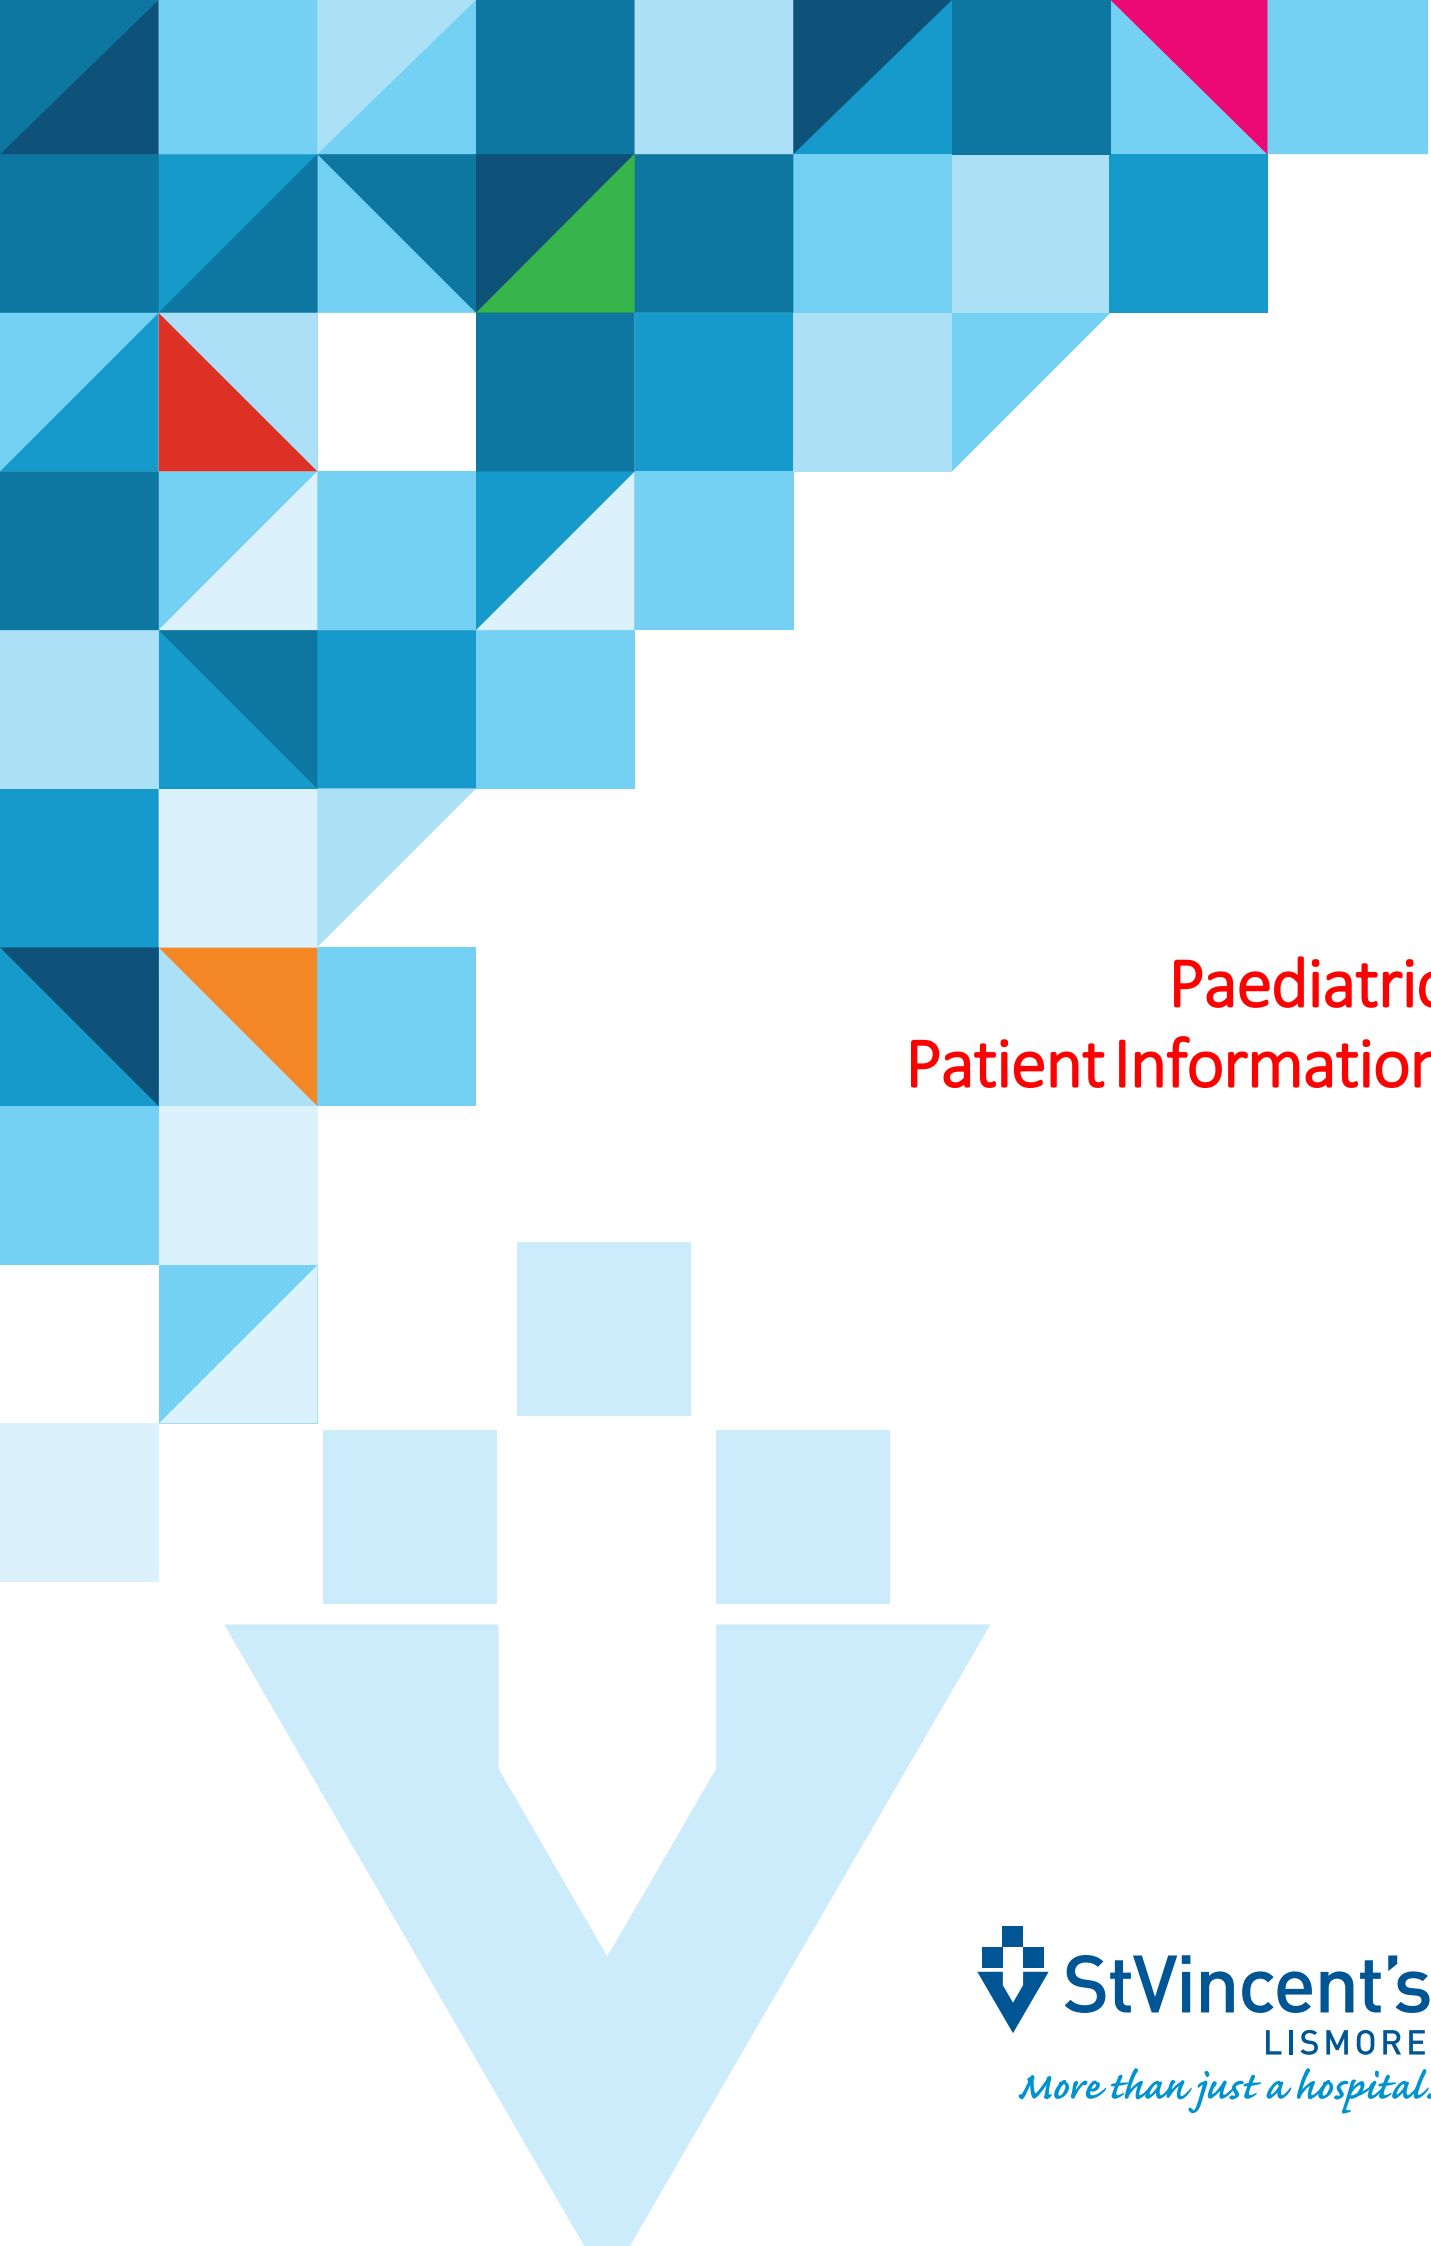 Paediatric
Patient Information
StVincent's
LISMORE
More than just a hospital.